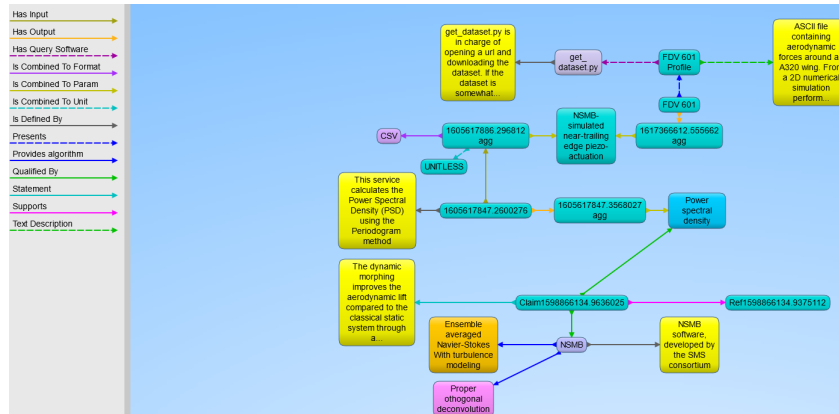 Has Input
Has Output
Has Query Software
Is Combined To Format
Is Combined To Param
Is Combined To Unit
Is Defined By
Presents
Provides algorithm
Qualified By
Statement
Supports
Text Description
get_dataset.py is
in charge of
opening a url and
downloading the
dataset. If the
dataset is
somewhat...
get_
dataset.py
FDV 601
Profile
ASCII file
containing
aerodynamic
forces around a
A320 wing. From
a 2D numerical
simulation
perform...
FDV 601
CSV
1605617886.296812
agg
NSMB-
simulated
near-trailing
edge piezo-
actuation
1617366612.555662
agg
UNITLESS
This service
calculates the
Power Spectral
Density (PSD)
using the
Periodogram
method
1605617847.2600276
1605617847.3568027
agg
Power
spectral
density
The dynamic
morphing
improves the
aerodynamic lift
compared to the
classical static
system through
a...
Claim1598866134.9636025
Ref1598866134.9375112
Ensemble
averaged
Navier-Stokes
With turbulence
modeling
NSMB
NSMB
software,
developed by
the SMS
consortium
Proper
othogonal
deconvolution